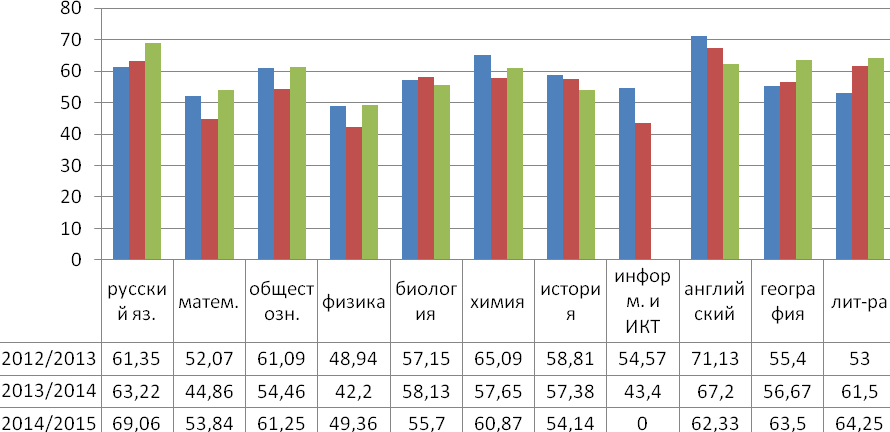 80
70
60
50
40
30
20
10
0
русски матем. общест физика биолог химия истори информ. и англий геогра лит-ра
й яз. озн. ия я ИКТ ский фия
2012/2013 61,35 52,07 61,09 48,94 57,15 65,09 58,81 54,57 71,13 55,4 53
2013/2014 63,22 44,86 54,46 42,2 58,13 57,65 57,38 43,4 67,2 56,67 61,5
2014/2015 69,06 53,84 61,25 49,36 55,7 60,87 54,14 0 62,33 63,5 64,25